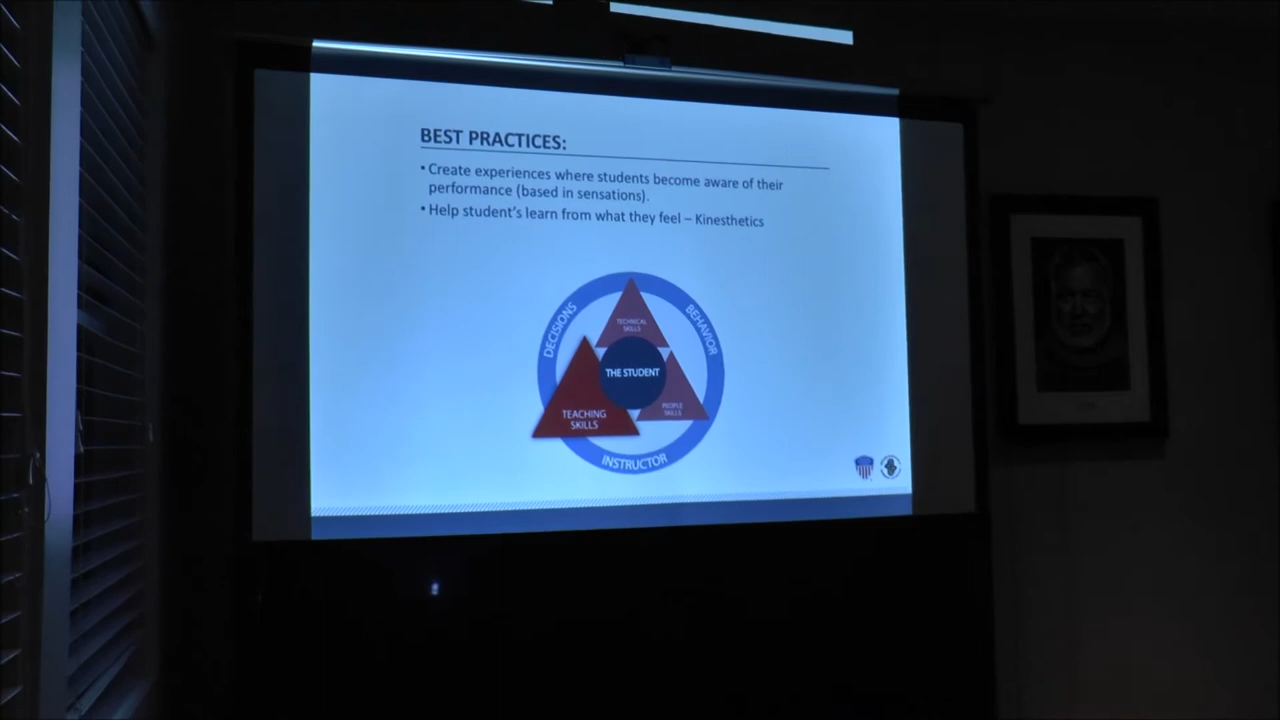 BEST PRACTICES:
• Create experiences where students become aware of their
performance (based in sensations).
• Help student's learn from what they feel – Kinesthetics
DECISIONS
BEHAVIOR
TECHNICAL
SKILLS
THE STUDENT
TEACHING
SKILLS
PEOPLE
SKILLS
INSTRUCTOR